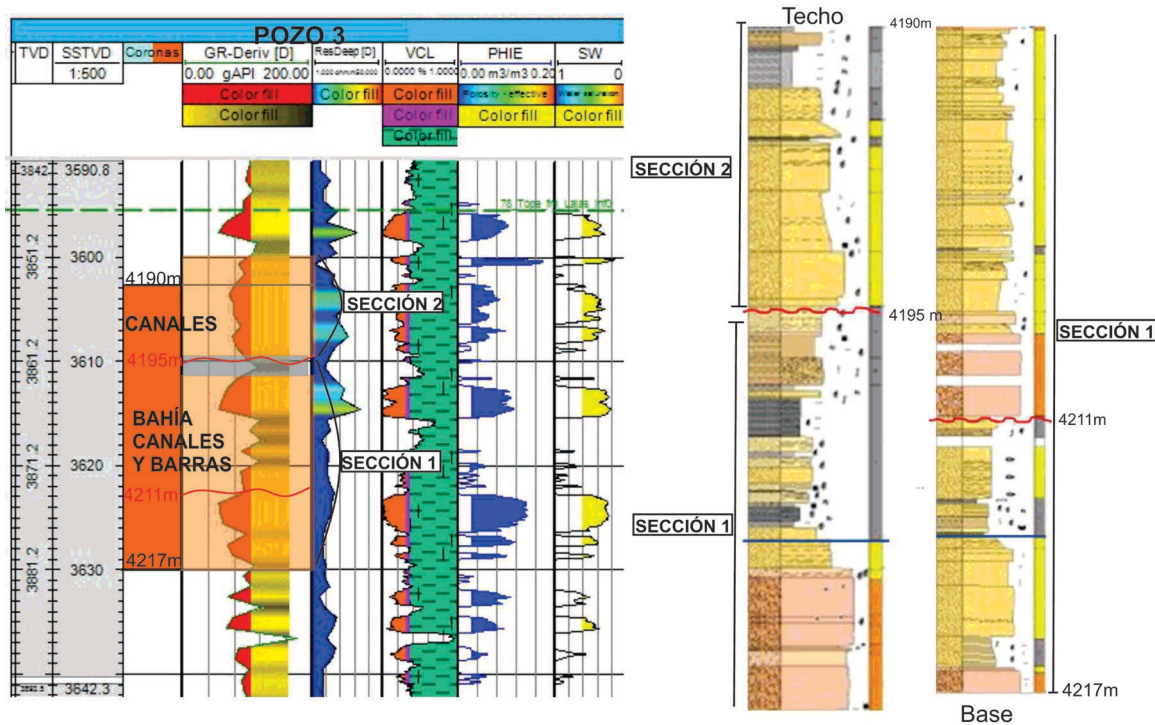 POZO 3
TVD
SSTVD
Coronas
GR-Deriv [D]
ResDeep [D]
VCL
PHIE
SW
1:500
0.00 gAPI 200.00
0.0000 % 1.0000
0.00 m3/m3 0.20
1 0
Color fill
Color fill
Color fill
Porosity - effective
Water saturation
Color fill
Color fill
Color fill
Color fill
Color fill
3842
3590.8
3851.2
3600
4190m
CANALES
SECCIÓN 2
4195m
3861.2
3610
BAHÍA
CANALES
Y BARRAS
SECCIÓN 1
3871.2
3620
4211m
4217m
3881.2
3630
3642.3
Techo
4190m
SECCIÓN 2
4195 m
SECCIÓN 1
SECCIÓN 1
4211m
4217m
Base